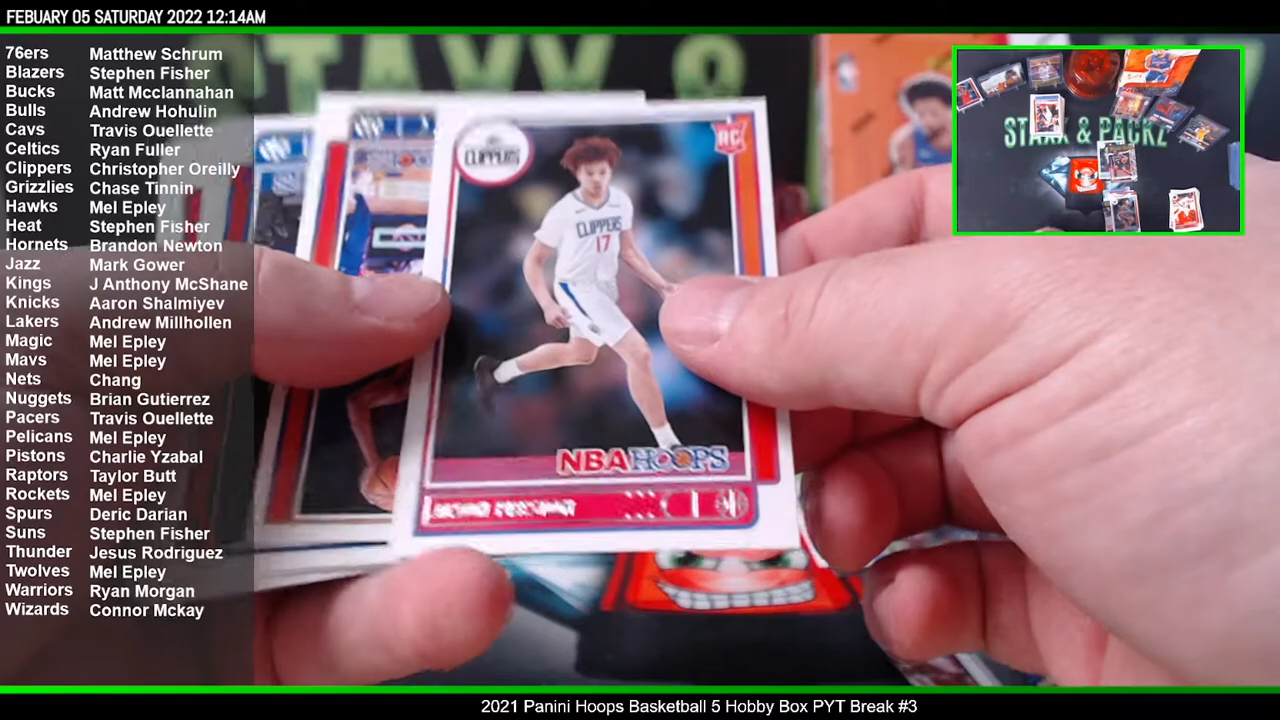 FEBUARY 05 SATURDAY 2022 12:14AM
76ers Matthew Schrum
Blazers Stephen Fisher
Bucks Matt Mcclannahan
Bulls Andrew Hohulin
Cavs Travis Ouellette
Celtics Ryan Fuller
Clippers Christopher Oreilly
Grizzlies Chase Tinnin
Hawks Mel Epley
Heat Stephen Fisher
Hornets Brandon Newton
Jazz Mark Gower
Kings J Anthony McShane
Knicks Aaron Shalmiyev
Lakers Andrew Millhollen
Magic Mel Epley
Mavs Mel Epley
Nets Chang
Nuggets Brian Gutierrez
Pacers Travis Ouellette
Pelicans Mel Epley
Pistons Charlie Yzabal
Raptors Taylor Butt
Rockets Mel Epley
Spurs Deric Darian
Suns Stephen Fisher
Thunder Jesus Rodriguez
Twolves Mel Epley
Warriors Ryan Morgan
Wizards Connor Mckay
CLIPPERS
RC
CLIPPERS
17
NBA HOOPS
STAXX & PACKZ
2021 Panini Hoops Basketball 5 Hobby Box PYT Break #3